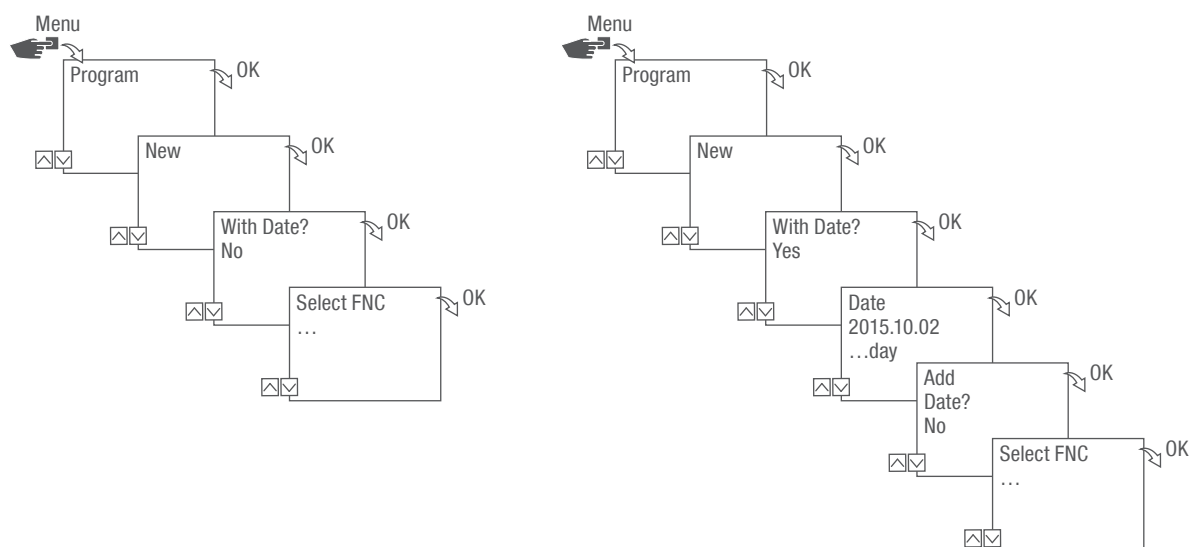 Menu
Program
OK
New
OK
With Date?
No
OK
Select FNC
…
OK
Menu
Program
OK
New
OK
With Date?
Yes
OK
Date
2015.10.02
…day
OK
Add
Date?
No
OK
Select FNC
…
OK